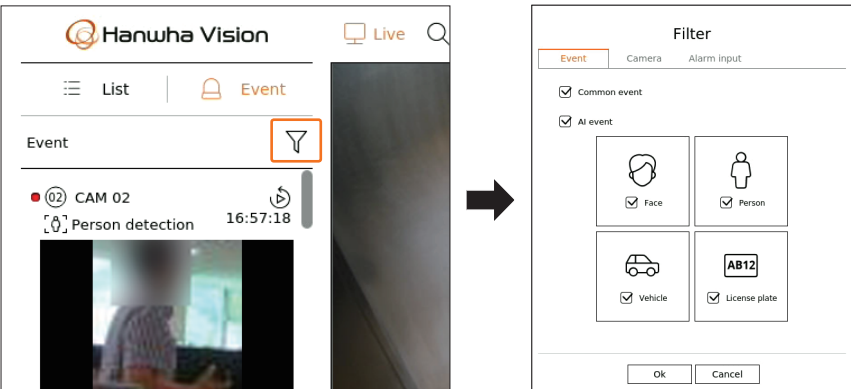 Hanwha Vision
Live
List
Event
Event
02 CAM 02
Person detection
16:57:18
Filter
Event Camera Alarm input
Common event
AI event
Face
Person
Vehicle
AB12
License plate
Ok Cancel